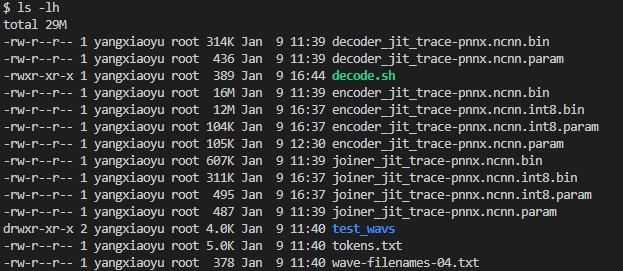 $ ls -lh
total 29M
-rw-r--r-- 1 yangxiaoyu root 314K Jan  9 11:39 decoder_jit_trace-pnnx.ncnn.bin
-rw-r--r-- 1 yangxiaoyu root  436 Jan  9 11:39 decoder_jit_trace-pnnx.ncnn.param
-rwxr-xr-x 1 yangxiaoyu root  389 Jan  9 16:44 decode.sh
-rw-r--r-- 1 yangxiaoyu root  16M Jan  9 11:39 encoder_jit_trace-pnnx.ncnn.bin
-rw-r--r-- 1 yangxiaoyu root  12M Jan  9 16:37 encoder_jit_trace-pnnx.ncnn.int8.bin
-rw-r--r-- 1 yangxiaoyu root 104K Jan  9 16:37 encoder_jit_trace-pnnx.ncnn.int8.param
-rw-r--r-- 1 yangxiaoyu root 105K Jan  9 12:30 encoder_jit_trace-pnnx.ncnn.param
-rw-r--r-- 1 yangxiaoyu root 607K Jan  9 11:39 joiner_jit_trace-pnnx.ncnn.bin
-rw-r--r-- 1 yangxiaoyu root 311K Jan  9 16:37 joiner_jit_trace-pnnx.ncnn.int8.bin
-rw-r--r-- 1 yangxiaoyu root  495 Jan  9 16:37 joiner_jit_trace-pnnx.ncnn.int8.param
-rw-r--r-- 1 yangxiaoyu root  487 Jan  9 11:39 joiner_jit_trace-pnnx.ncnn.param
drwxr-xr-x 2 yangxiaoyu root 4.0K Jan  9 11:40 test_wavs
-rw-r--r-- 1 yangxiaoyu root 5.0K Jan  9 11:40 tokens.txt
-rw-r--r-- 1 yangxiaoyu root  378 Jan  9 11:40 wave-filenames-04.txt